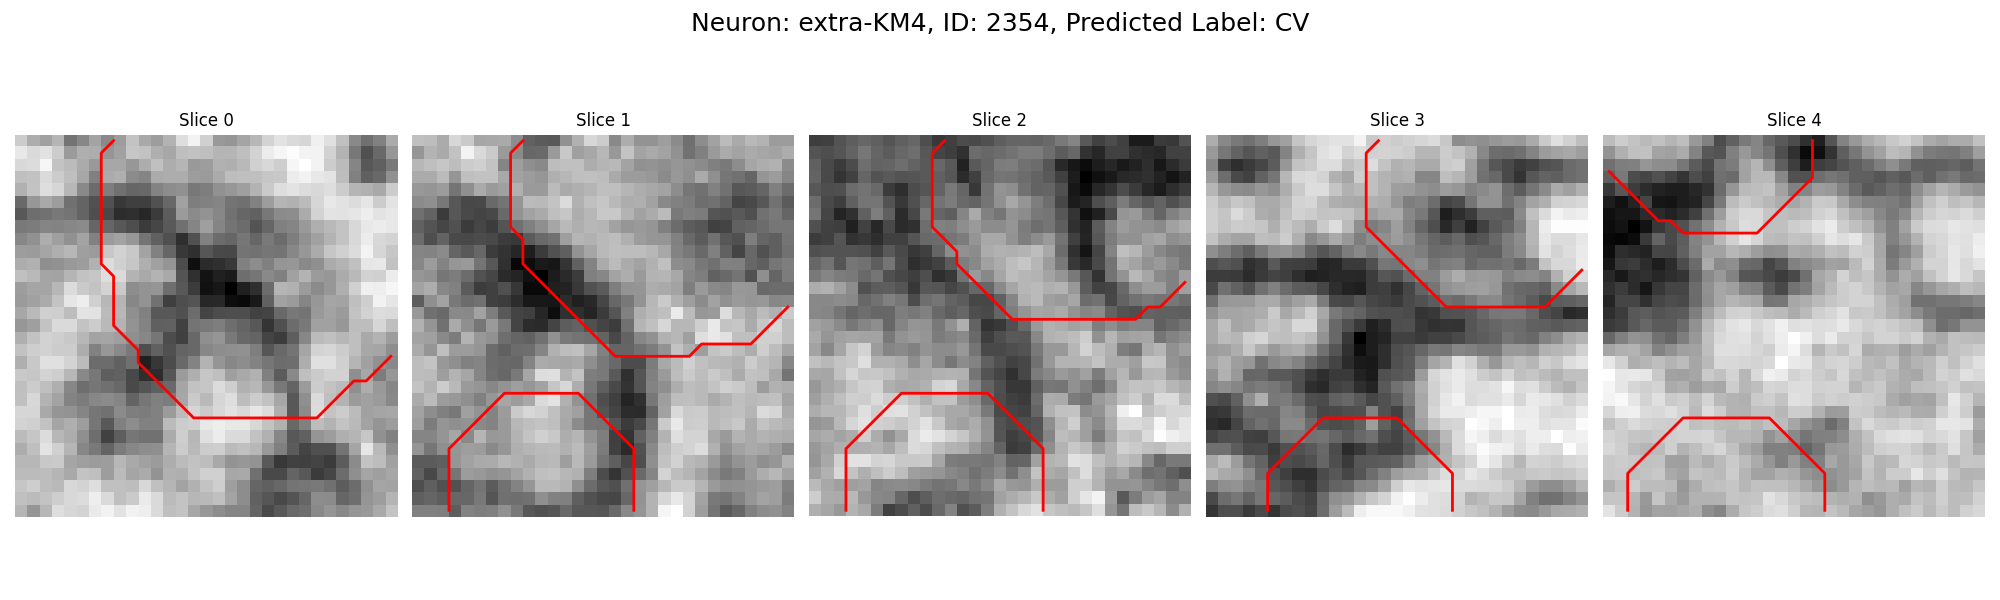 Neuron: extra-KM4, ID: 2354, Predicted Label: CV
Slice 0
Slice 1
Slice 2
Slice 3
Slice 4